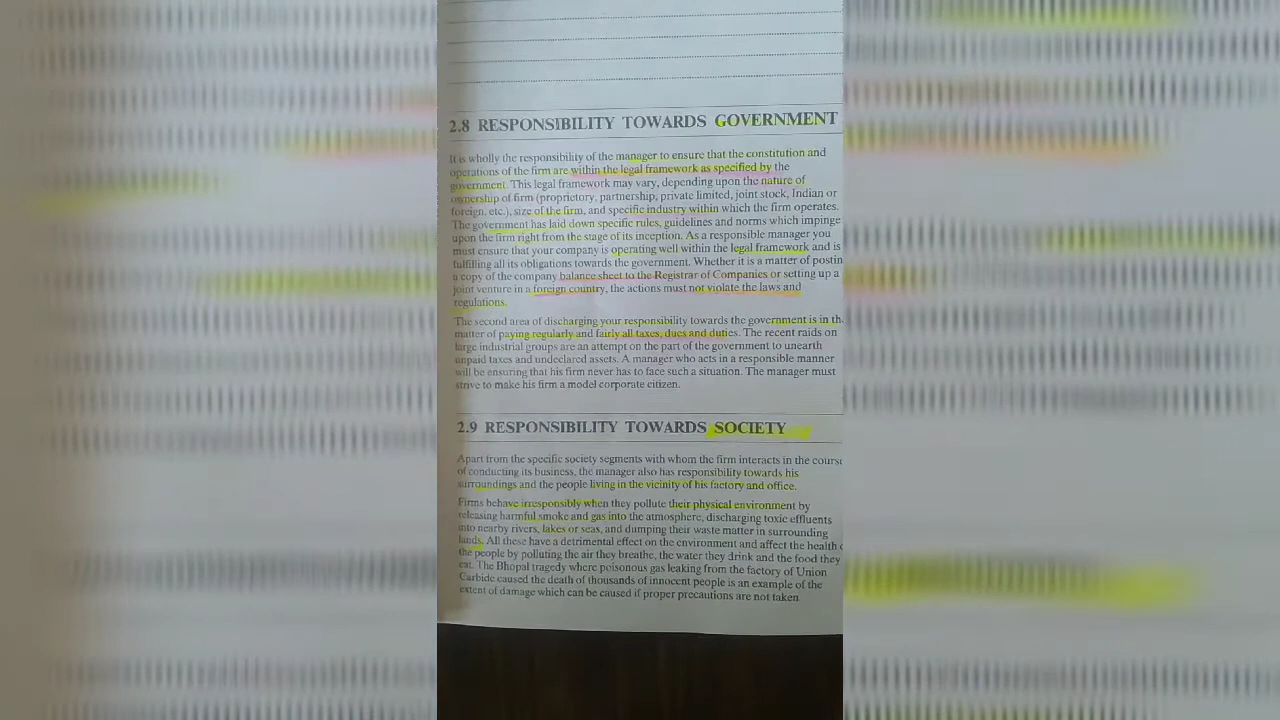 2.8 RESPONSIBILITY TOWARDS GOVERNMENT
It is wholly the responsibility of the manager to ensure that the constitution and
operations of the firm are within the legal framework as specified by the
government. This legal framework may vary, depending upon the nature of
ownership of firm (proprictory, partnership, private limited, joint stock, Indian or
foreign, etc.), size of the firm, and specific industry within which the firm operates.
The government has laid down specific rules, guidelines and norms which impinge
upon the firm right from the stage of its inception. As a responsible manager you
must ensure that your company is operating well within the legal framework and is
fulfilling all its obligations towards the government. Whether it is a matter of postin
a copy of the company balance sheet to the Registrar of Companies or setting up a
joint venture in a foreign country, the actions must not violate the laws and
regulations.
The second area of discharging your responsibility towards the government is in th
matter of paying regularly and fairly all taxes, dues and duties. The recent raids on
large industrial groups are an attempt on the part of the government to unearth
unpaid taxes and undeclared assets. A manager who acts in a responsible manner
will be ensuring that his firm never has to face such a situation. The manager must
strive to make his firm a model corporate citizen.
2.9 RESPONSIBILITY TOWARDS SOCIETY
Apart from the specific society segments with whom the firm interacts in the cours
of conducting its business, the manager also has responsibility towards his
surroundings and the people living in the vicinity of his factory and office.
Firms behave irresponsibly when they pollute their physical environment by
releasing harmful smoke and gas into the atmosphere, discharging toxic effluents
into nearby rivers, lakes or seas, and dumping their waste matter in surrounding
lands. All these have a detrimental effect on the environment and affect the health
the people by polluting the air they breathe, the water they drink and the food they
eat. The Bhopal tragedy where poisonous gas leaking from the factory of Union
Carbide caused the death of thousands of innocent people is an example of the
extent of damage which can be caused if proper precautions are not taken